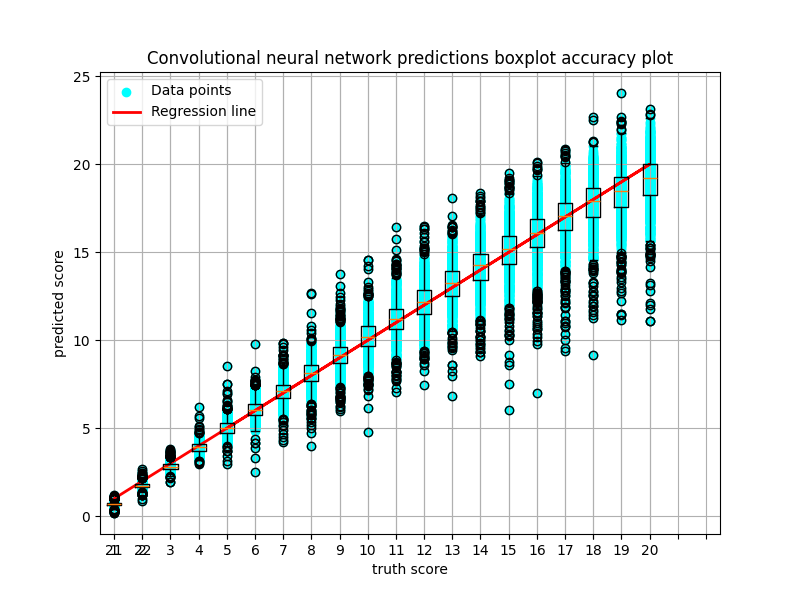 Convolutional neural network predictions boxplot accuracy plot
Data points
Regression line
predicted score
25
20
15
10
5
0
1 2 3 4 5 6 7 8 9 10 11 12 13 14 15 16 17 18 19 20
truth score